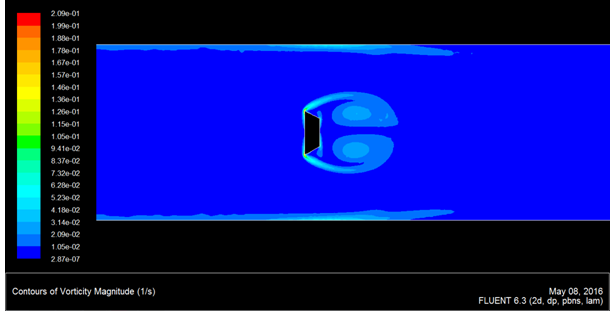 2.09e-01
1.99e-01
1.88e-01
1.78e-01
1.67e-01
1.57e-01
1.46e-01
1.36e-01
1.26e-01
1.15e-01
1.05e-01
9.41e-02
8.37e-02
7.32e-02
6.28e-02
5.23e-02
4.18e-02
3.14e-02
2.09e-02
1.05e-02
2.87e-07
Contours of Vorticity Magnitude (1/s)
May 08, 2016
FLUENT 6.3 (2d, dp, pbns, lam)